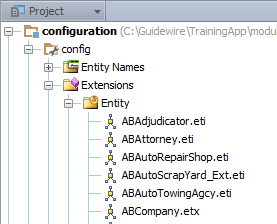 Project
configuration (C:\Guidewire\TrainingApp\modu
config
Entity Names
Extensions
Entity
ABAdjudicator.eti
ABAttorney.eti
ABAutoRepairShop.eti
ABAutoScrapYard_Ext.eti
ABAutoTowingAgcy.eti
ABCompany.etx